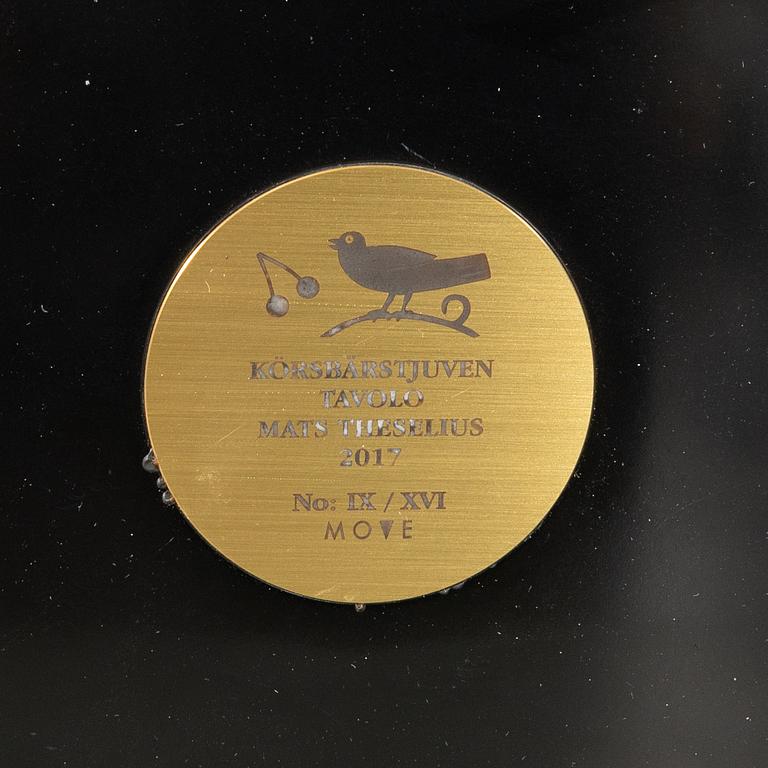 KÖRSBÄRSTJUVEN
TAVOLO
MATS THESELIUS
2017
No: IX / XVI
MOVE